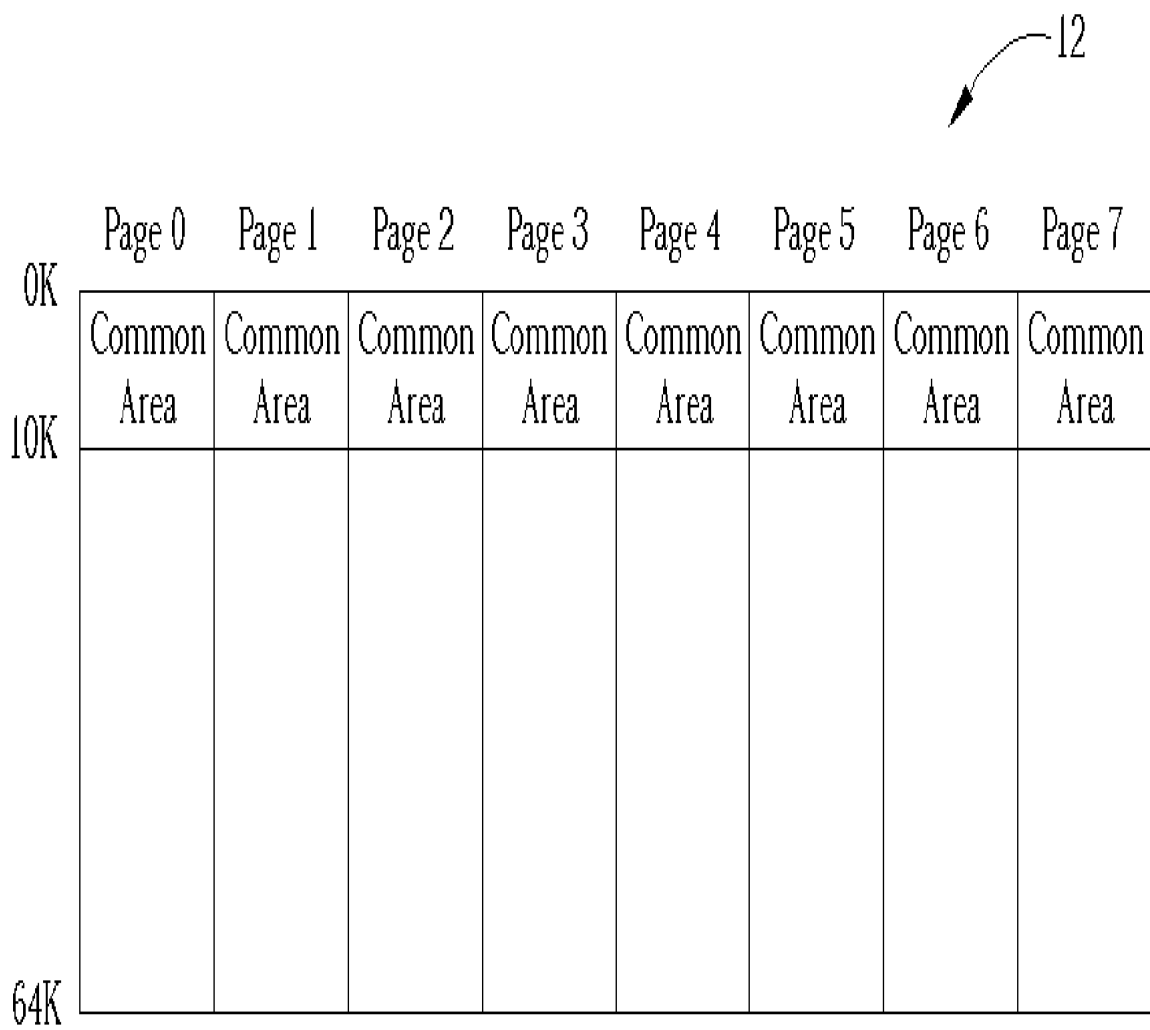 12
Page 0 Page 1 Page 2 Page 3 Page 4 Page 5 Page 6 Page 7
0K
Common Common Common Common Common Common Common Common
Area Area Area Area Area Area Area Area
10K
64K